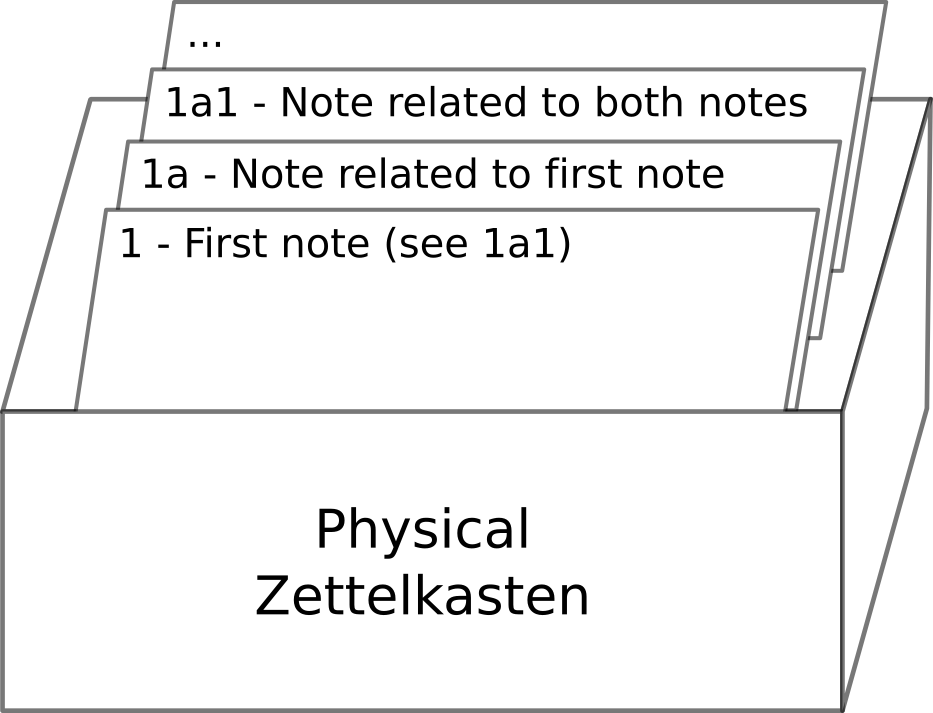 ...
1a1 - Note related to both notes
1a - Note related to first note
1 - First note (see 1a1)
Physical
Zettelkasten